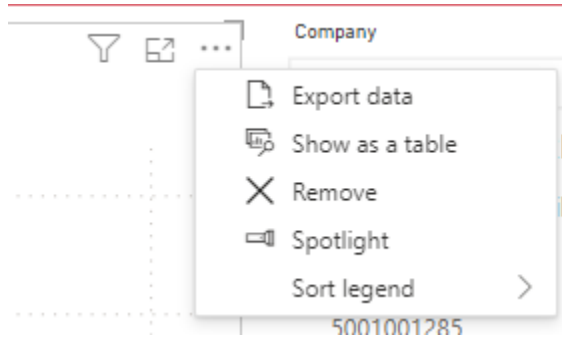 Company
Export data
Show as a table
Remove
Spotlight
Sort legend
5001001285